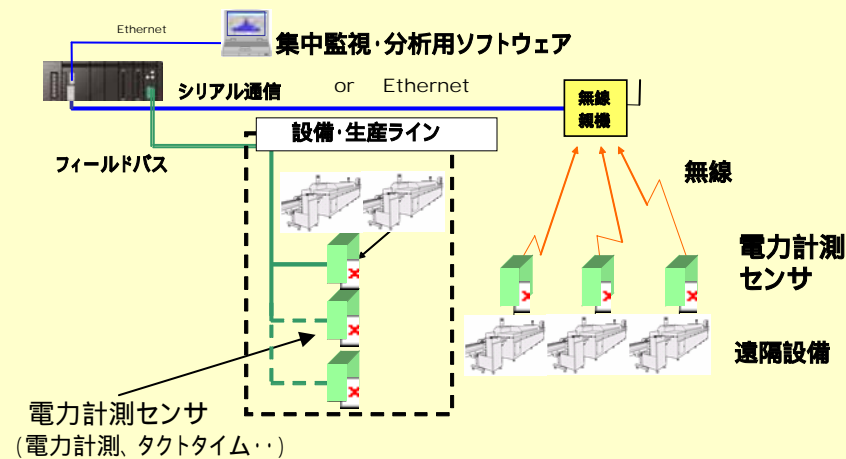 Ethernet
集中監視・分析用ソフトウェア
シリアル通信 or Ethernet
無線
親機
設備・生産ライン
フィールドバス
無線
電力計測
センサ
遠隔設備
電力計測センサ
(電力計測、タクトタイム・・)